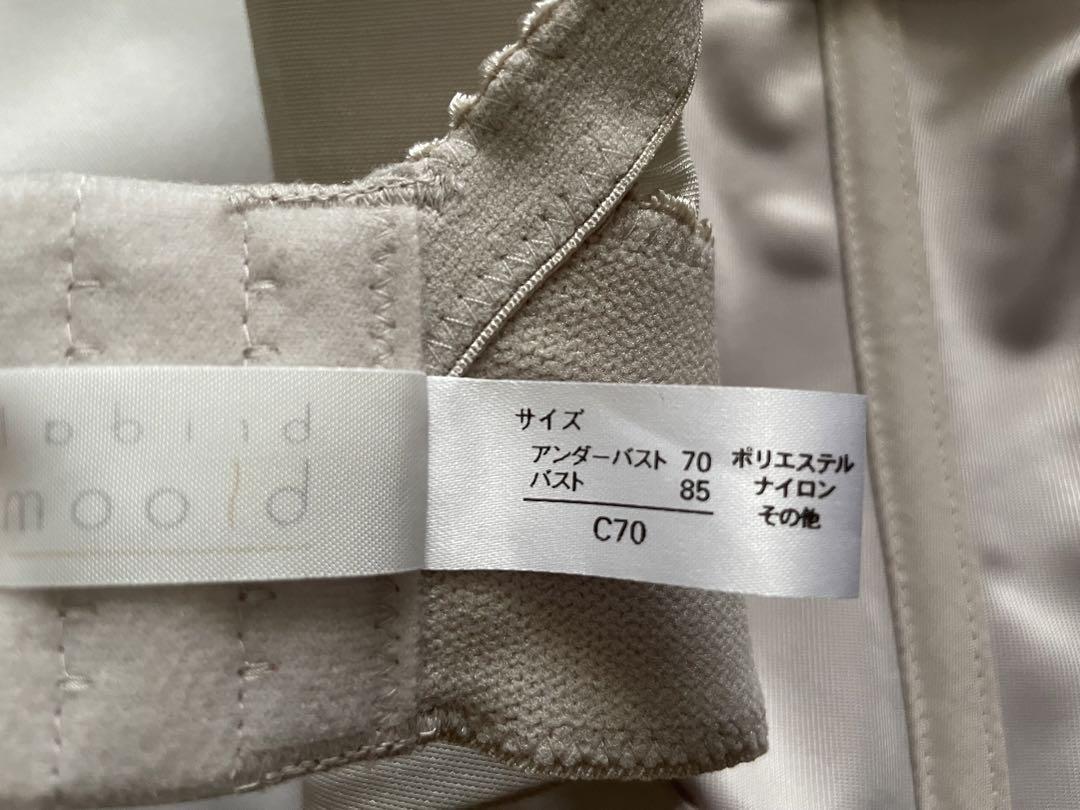 サイズ
アンダーバスト 70
バスト 85
C70
ポリエステル
ナイロン
その他